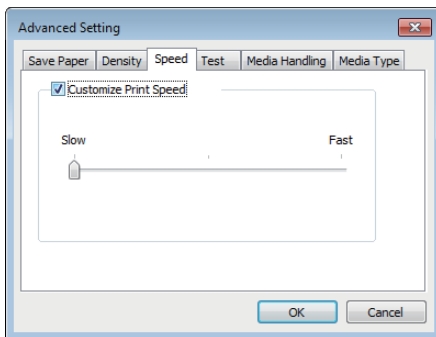 Advanced Setting
Save Paper Density Speed Test Media Handling Media Type
Customize Print Speed
Slow Fast
OK Cancel